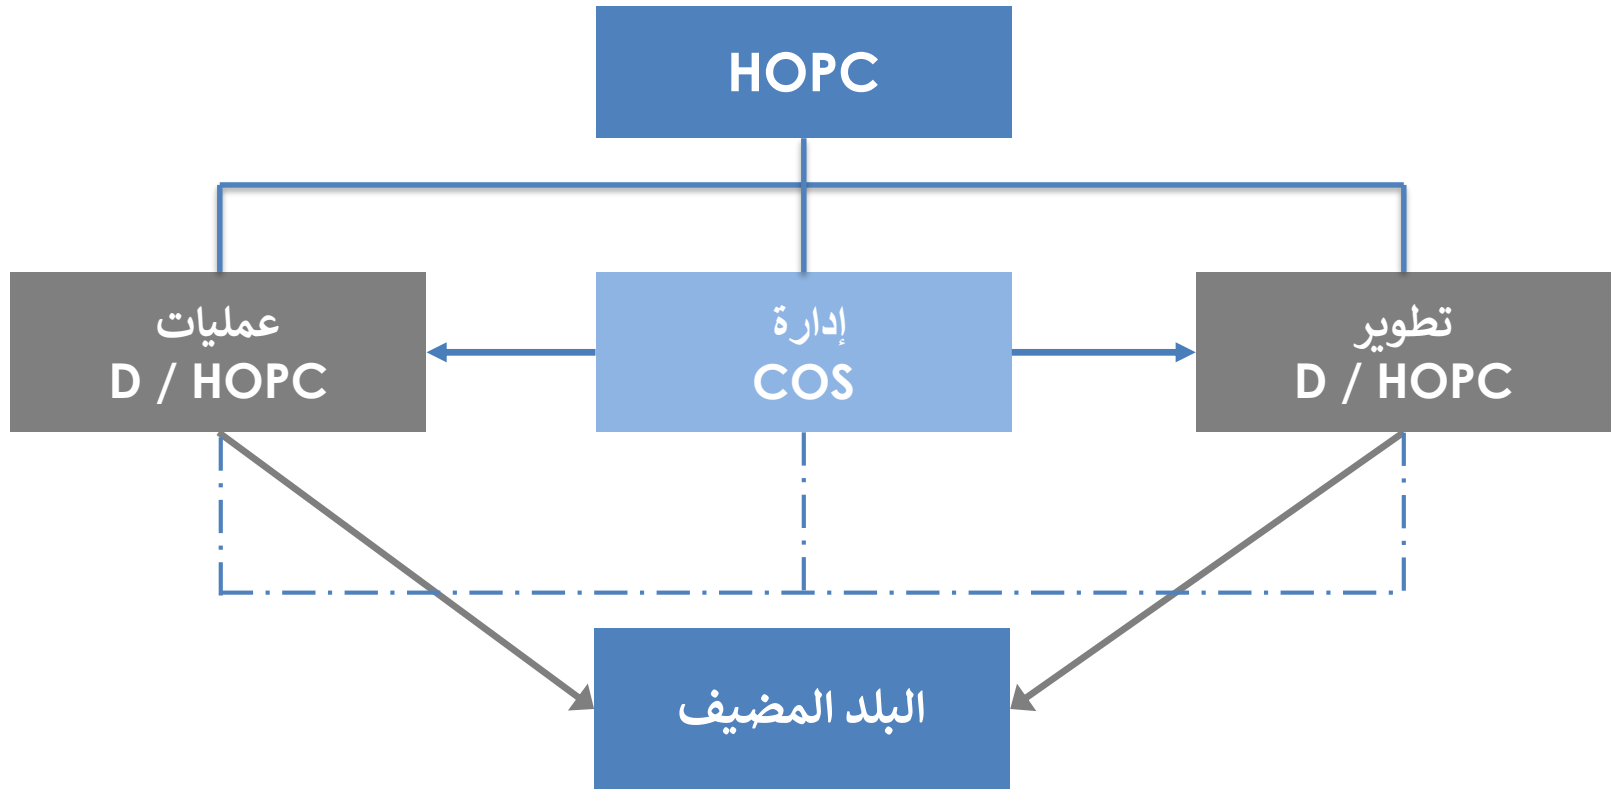 HOPC
تطوير
D / HOPC
إدارة
COS
عمليات
D / HOPC
البلد المضيف